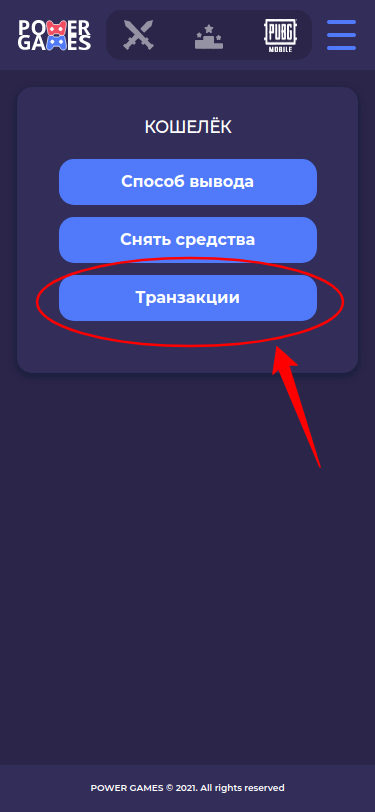 POWER
GAMES
PUBG
MOBILE
КОШЕЛЁК
Способ вывода
Снять средства
Транзакции
POWER GAMES © 2021. All rights reserved